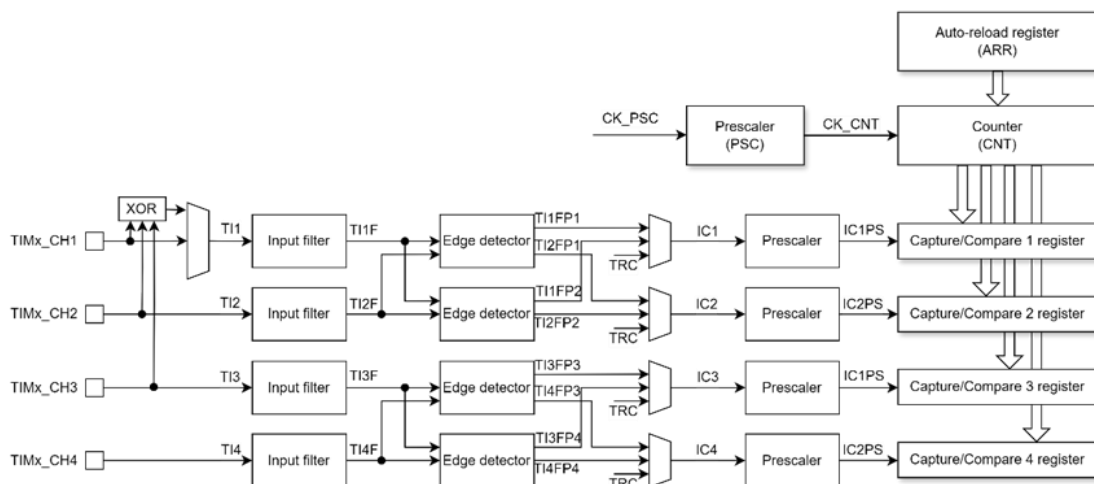 Auto-reload register
(ARR)
CK_PSC
Prescaler
(PSC)
CK_CNT
Counter
(CNT)
XOR
TIMx_CH1
TI1
Input filter
TI1F
Edge detector
TI1FP1
TI2FP1
TRC
IC1
Prescaler
IC1PS
Capture/Compare 1 register
TIMx_CH2
TI2
Input filter
TI2F
Edge detector
TI1FP2
TI2FP2
TRC
IC2
Prescaler
IC2PS
Capture/Compare 2 register
TIMx_CH3
TI3
Input filter
TI3F
Edge detector
TI3FP3
TI4FP3
TRC
IC3
Prescaler
IC1PS
Capture/Compare 3 register
TIMx_CH4
TI4
Input filter
TI4F
Edge detector
TI3FP4
TI4FP4
TRC
IC4
Prescaler
IC2PS
Capture/Compare 4 register